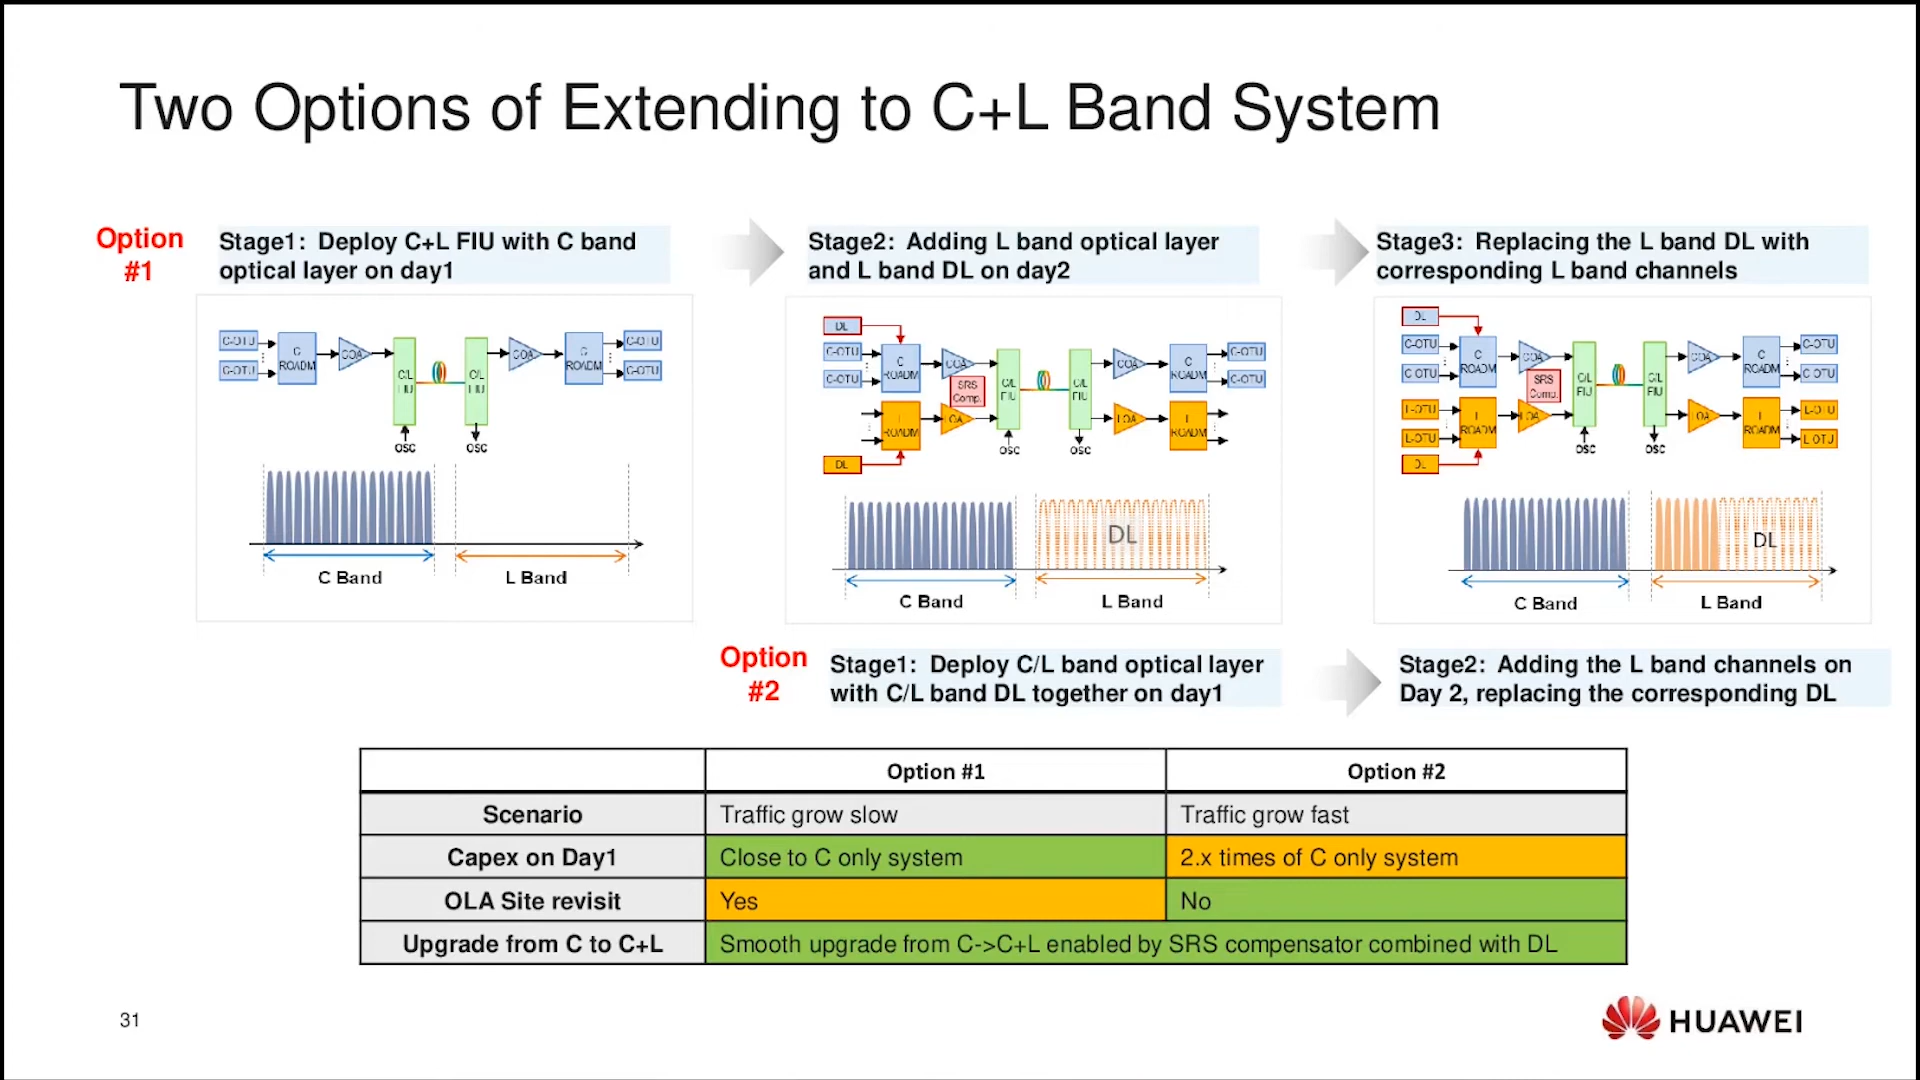 Two Options of Extending to C+L Band System
Option
#1
Stage1: Deploy C+L FIU with C band
optical layer on day1
Stage2: Adding L band optical layer
and L band DL on day2
Stage3: Replacing the L band DL with
corresponding L band channels
C-OTU
C-OTU
C
ROADM
COA
C/L
FIU
C/L
FIU
COA
C
ROADM
C-OTU
C-OTU
OSC
OSC
C Band
L Band
DL
C-OTU
C-OTU
C
ROADM
COA
SRS
Comp.
L
ROADM
LOA
DL
C/L
FIU
C/L
FIU
OSC
OSC
COA
LOA
C
ROADM
L
ROADM
C-OTU
C-OTU
DL
C Band
L Band
DL
C-OTU
C-OTU
L-OTU
L-OTU
DL
C
ROADM
L
ROADM
COA
SRS
Comp.
LOA
C/L
FIU
C/L
FIU
OSC
OSC
COA
LOA
C
ROADM
L
ROADM
C-OTU
C-OTU
L-OTU
L-OTU
DL
C Band
L Band
Option
#2
Stage1: Deploy C/L band optical layer
with C/L band DL together on day1
Stage2: Adding the L band channels on
Day 2, replacing the corresponding DL
Option #1
Option #2
Scenario
Traffic grow slow
Traffic grow fast
Capex on Day1
Close to C only system
2.x times of C only system
OLA Site revisit
Yes
No
Upgrade from C to C+L
Smooth upgrade from C->C+L enabled by SRS compensator combined with DL
31
HUAWEI